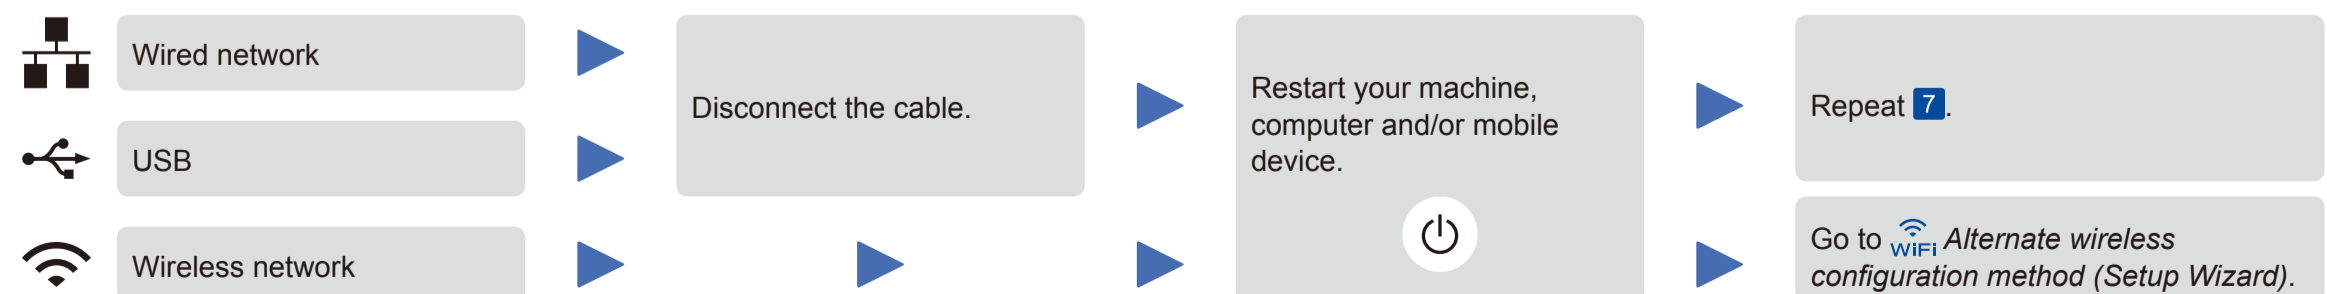 Wired network
USB
Wireless network
Disconnect the cable.
Restart your machine,
computer and/or mobile
device.
Repeat 7.
Go to WiFi Alternate wireless
configuration method (Setup Wizard).